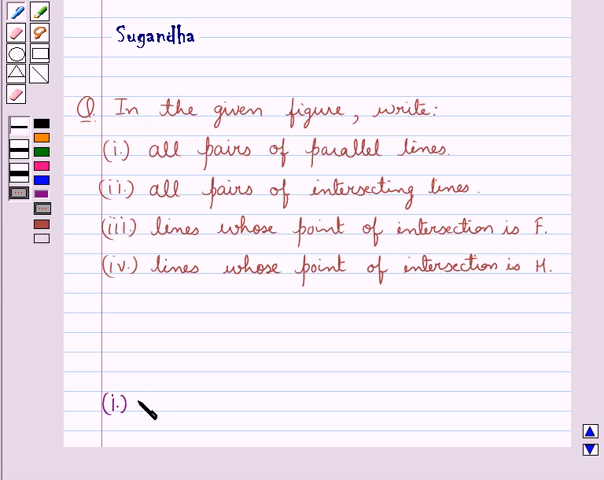 Sugandha
Q. In the given figure, write:
(i.) all pairs of parallel lines.
(ii.) all pairs of intersecting lines.
(iii) lines whose point of intersection is F.
(iv.) lines whose point of intersection is H.
(i.)